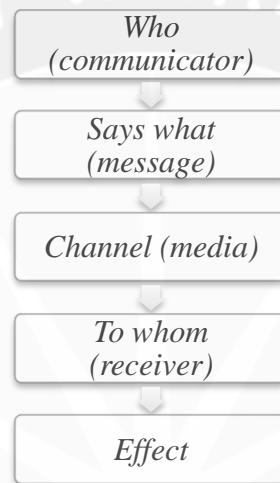 Who
(communicator)
Says what
(message)
Channel (media)
To whom
(receiver)
Effect